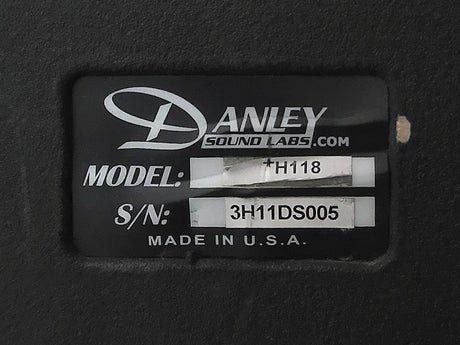 DANLEY
SOUND LABS.COM
MODEL: *H118
S/N: 3H11DS005
MADE IN U.S.A.